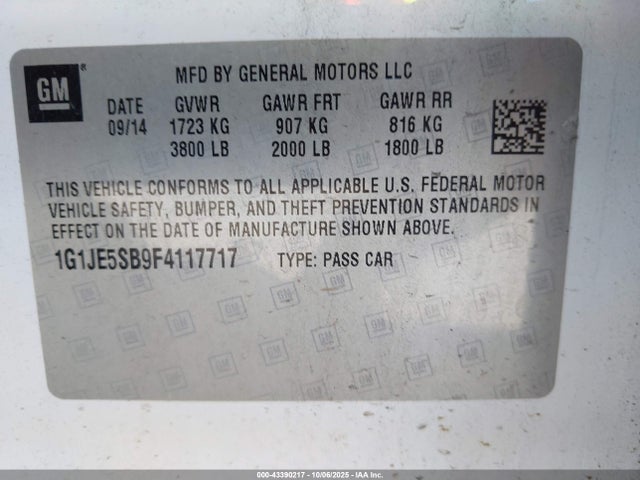 GM ®
MFD BY GENERAL MOTORS LLC
DATE GVWR GAWR FRT GAWR RR
09/14 1723 KG 907 KG 816 KG
3800 LB 2000 LB 1800 LB
THIS VEHICLE CONFORMS TO ALL APPLICABLE U.S. FEDERAL MOTOR
VEHICLE SAFETY, BUMPER, AND THEFT PREVENTION STANDARDS IN
EFFECT ON THE DATE OF MANUFACTURE SHOWN ABOVE.
1G1JE5SB9F4117717 TYPE: PASS CAR
000-43390217 | 10/06/2025 | IAA Inc.